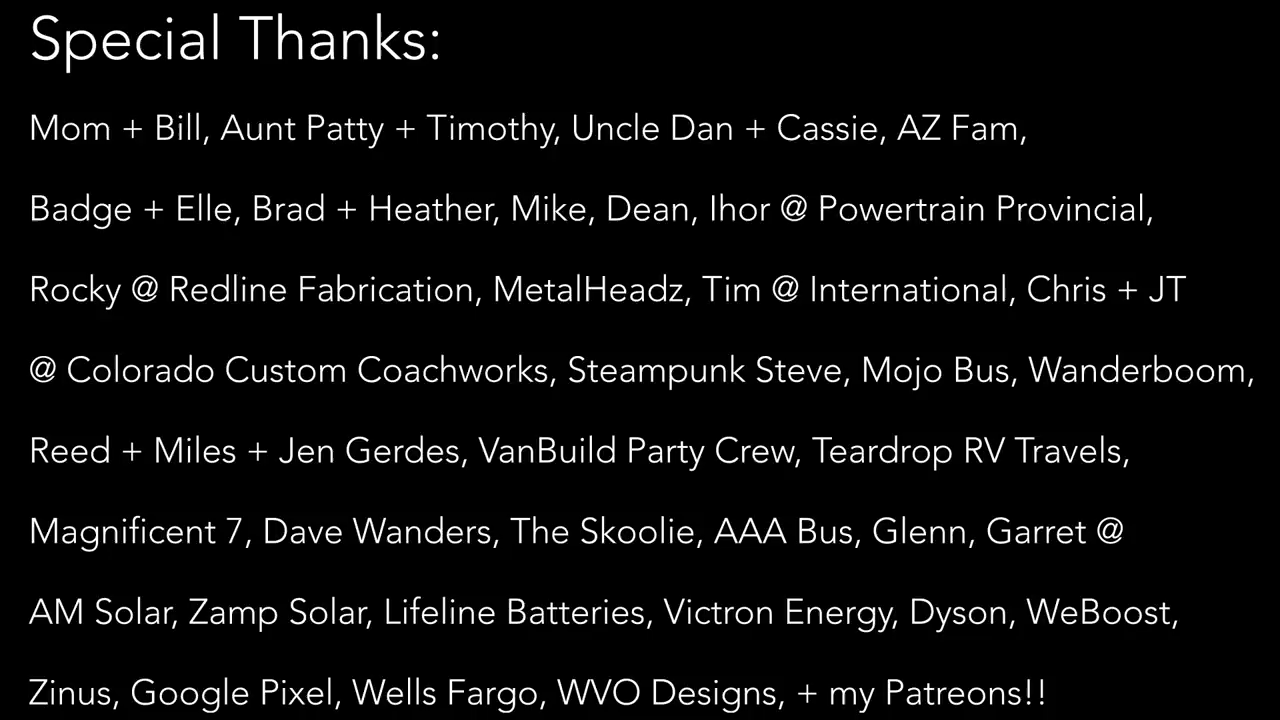 Special Thanks:
Mom + Bill, Aunt Patty + Timothy, Uncle Dan + Cassie, AZ Fam,
Badge + Elle, Brad + Heather, Mike, Dean, Ihor @ Powertrain Provincial,
Rocky @ Redline Fabrication, MetalHeadz, Tim @ International, Chris + JT
@ Colorado Custom Coachworks, Steampunk Steve, Mojo Bus, Wanderboom,
Reed + Miles + Jen Gerdes, VanBuild Party Crew, Teardrop RV Travels,
Magnificent 7, Dave Wanders, The Skoolie, AAA Bus, Glenn, Garret @
AM Solar, Zamp Solar, Lifeline Batteries, Victron Energy, Dyson, WeBoost,
Zinus, Google Pixel, Wells Fargo, WVO Designs, + my Patreons!!